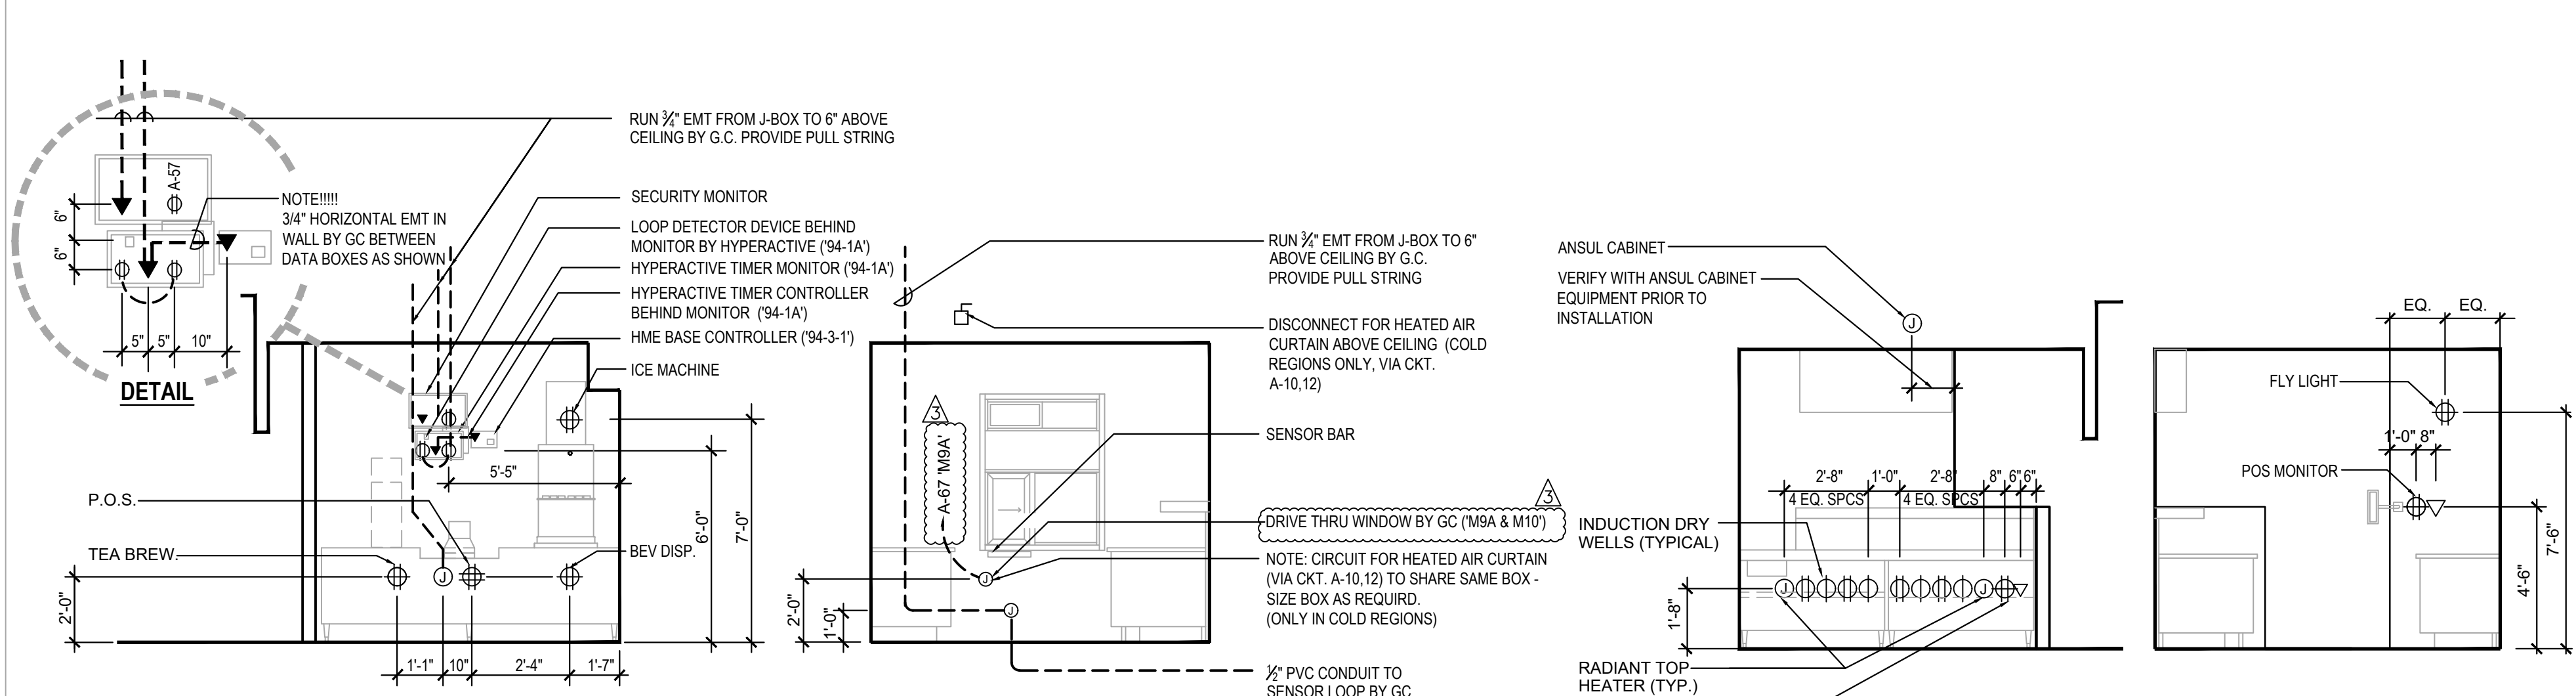 RUN 3/4" EMT FROM J-BOX TO 6" ABOVE
CEILING BY G.C. PROVIDE PULL STRING
A-57
6"
6"
NOTE!!!!!
3/4" HORIZONTAL EMT IN
WALL BY GC BETWEEN
DATA BOXES AS SHOWN
5"
5"
10"
DETAIL
SECURITY MONITOR
LOOP DETECTOR DEVICE BEHIND
MONITOR BY HYPERACTIVE ('94-1A')
HYPERACTIVE TIMER MONITOR ('94-1A')
HYPERACTIVE TIMER CONTROLLER
BEHIND MONITOR ('94-1A')
HME BASE CONTROLLER ('94-3-1')
ICE MACHINE
5'-5"
P.O.S.
TEA BREW.
BEV DISP.
J
2'-0"
6'-0"
7'-0"
1'-1"
10"
2'-4"
1'-7"
RUN 3/4" EMT FROM J-BOX TO 6"
ABOVE CEILING BY G.C.
PROVIDE PULL STRING
DISCONNECT FOR HEATED AIR
CURTAIN ABOVE CEILING (COLD
REGIONS ONLY, VIA CKT.
A-10,12)
3
A-67 'M9A'
SENSOR BAR
3
DRIVE THRU WINDOW BY GC ('M9A & M10')
NOTE: CIRCUIT FOR HEATED AIR CURTAIN
(VIA CKT. A-10,12) TO SHARE SAME BOX -
SIZE BOX AS REQUIRD.
(ONLY IN COLD REGIONS)
J
J
2'-0"
1'-0"
1/2" PVC CONDUIT TO
SENSOR LOOP BY GC
ANSUL CABINET
VERIFY WITH ANSUL CABINET
EQUIPMENT PRIOR TO
INSTALLATION
J
2'-8"
1'-0"
2'-8"
8"
6"
6"
4 EQ. SPCS
4 EQ. SPCS
INDUCTION DRY
WELLS (TYPICAL)
J
J
1'-8"
RADIANT TOP
HEATER (TYP.)
EQ.
EQ.
FLY LIGHT
1'-0"
8"
POS MONITOR
4'-6"
7'-6"